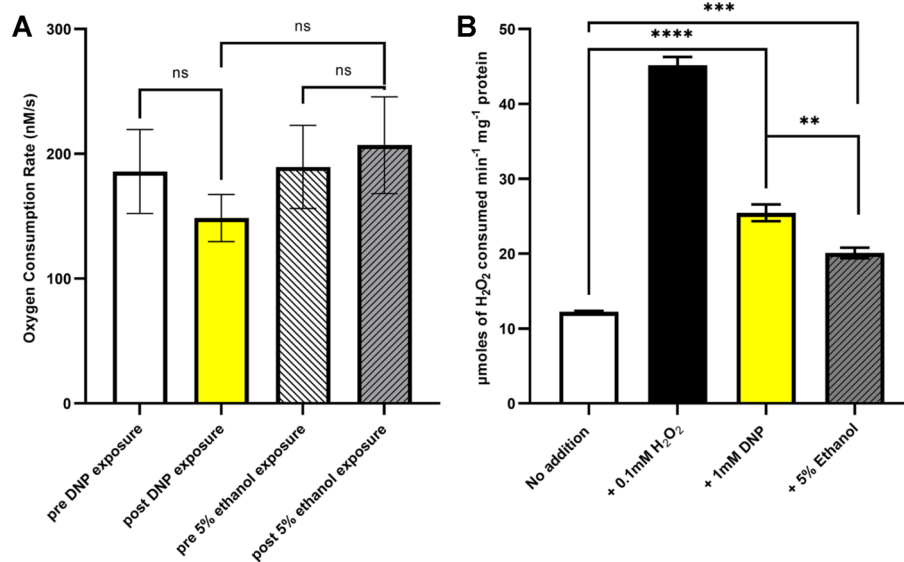 A
Oxygen Consumption Rate (nM/s)
300
200
100
0
ns
ns
ns
pre DNP exposure
post DNP exposure
pre 5% ethanol exposure
post 5% ethanol exposure
B
µmoles of H₂O₂ consumed min⁻¹ mg⁻¹ protein
50
40
30
20
10
0
***
****
**
No addition
+ 0.1mM H₂O₂
+ 1mM DNP
+ 5% Ethanol